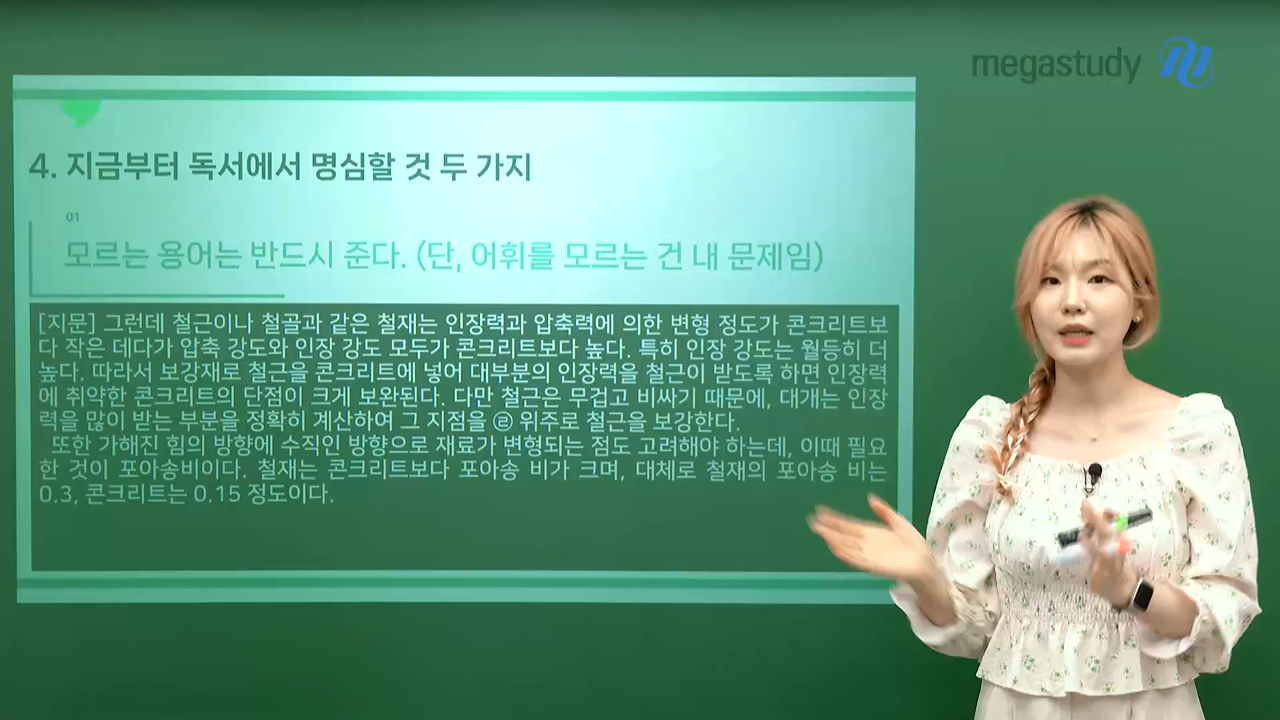 megastudy
4. 지금부터 독서에서 명심할 것 두 가지
01
모르는 용어는 반드시 준다. (단, 어휘를 모르는 건 내 문제임)
[지문] 그런데 철근이나 철골과 같은 철재는 인장력과 압축력에 의한 변형 정도가 콘크리트보
다 작은 데다가 압축 강도와 인장 강도 모두가 콘크리트보다 높다. 특히 인장 강도는 월등히 더
높다. 따라서 보강재로 철근을 콘크리트에 넣어 대부분의 인장력을 철근이 받도록 하면 인장력
에 취약한 콘크리트의 단점이 크게 보완된다. 다만 철근은 무겁고 비싸기 때문에, 대개는 인장
력을 많이 받는 부분을 정확히 계산하여 그 지점을 ㉣ 위주로 철근을 보강한다.
또한 가해진 힘의 방향에 수직인 방향으로 재료가 변형되는 점도 고려해야 하는데, 이때 필요
한 것이 포아송비이다. 철재는 콘크리트보다 포아송 비가 크며, 대체로 철재의 포아송 비는
0.3, 콘크리트는 0.15 정도이다.